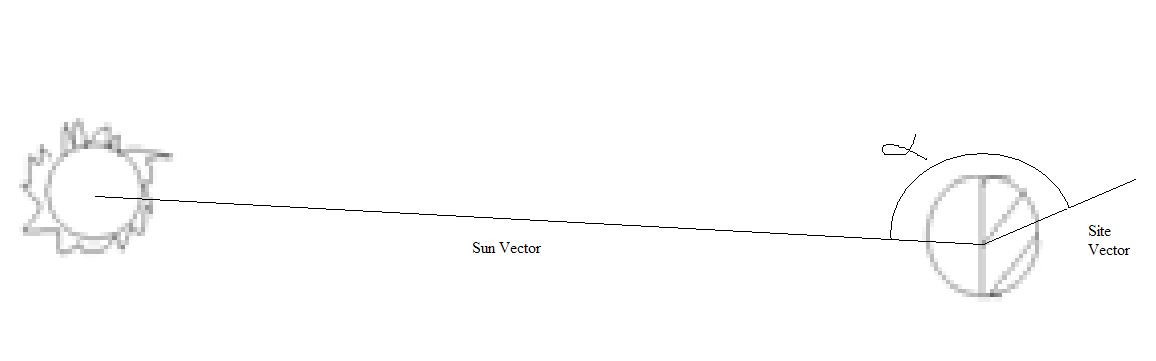 α
Sun Vector
Site
Vector